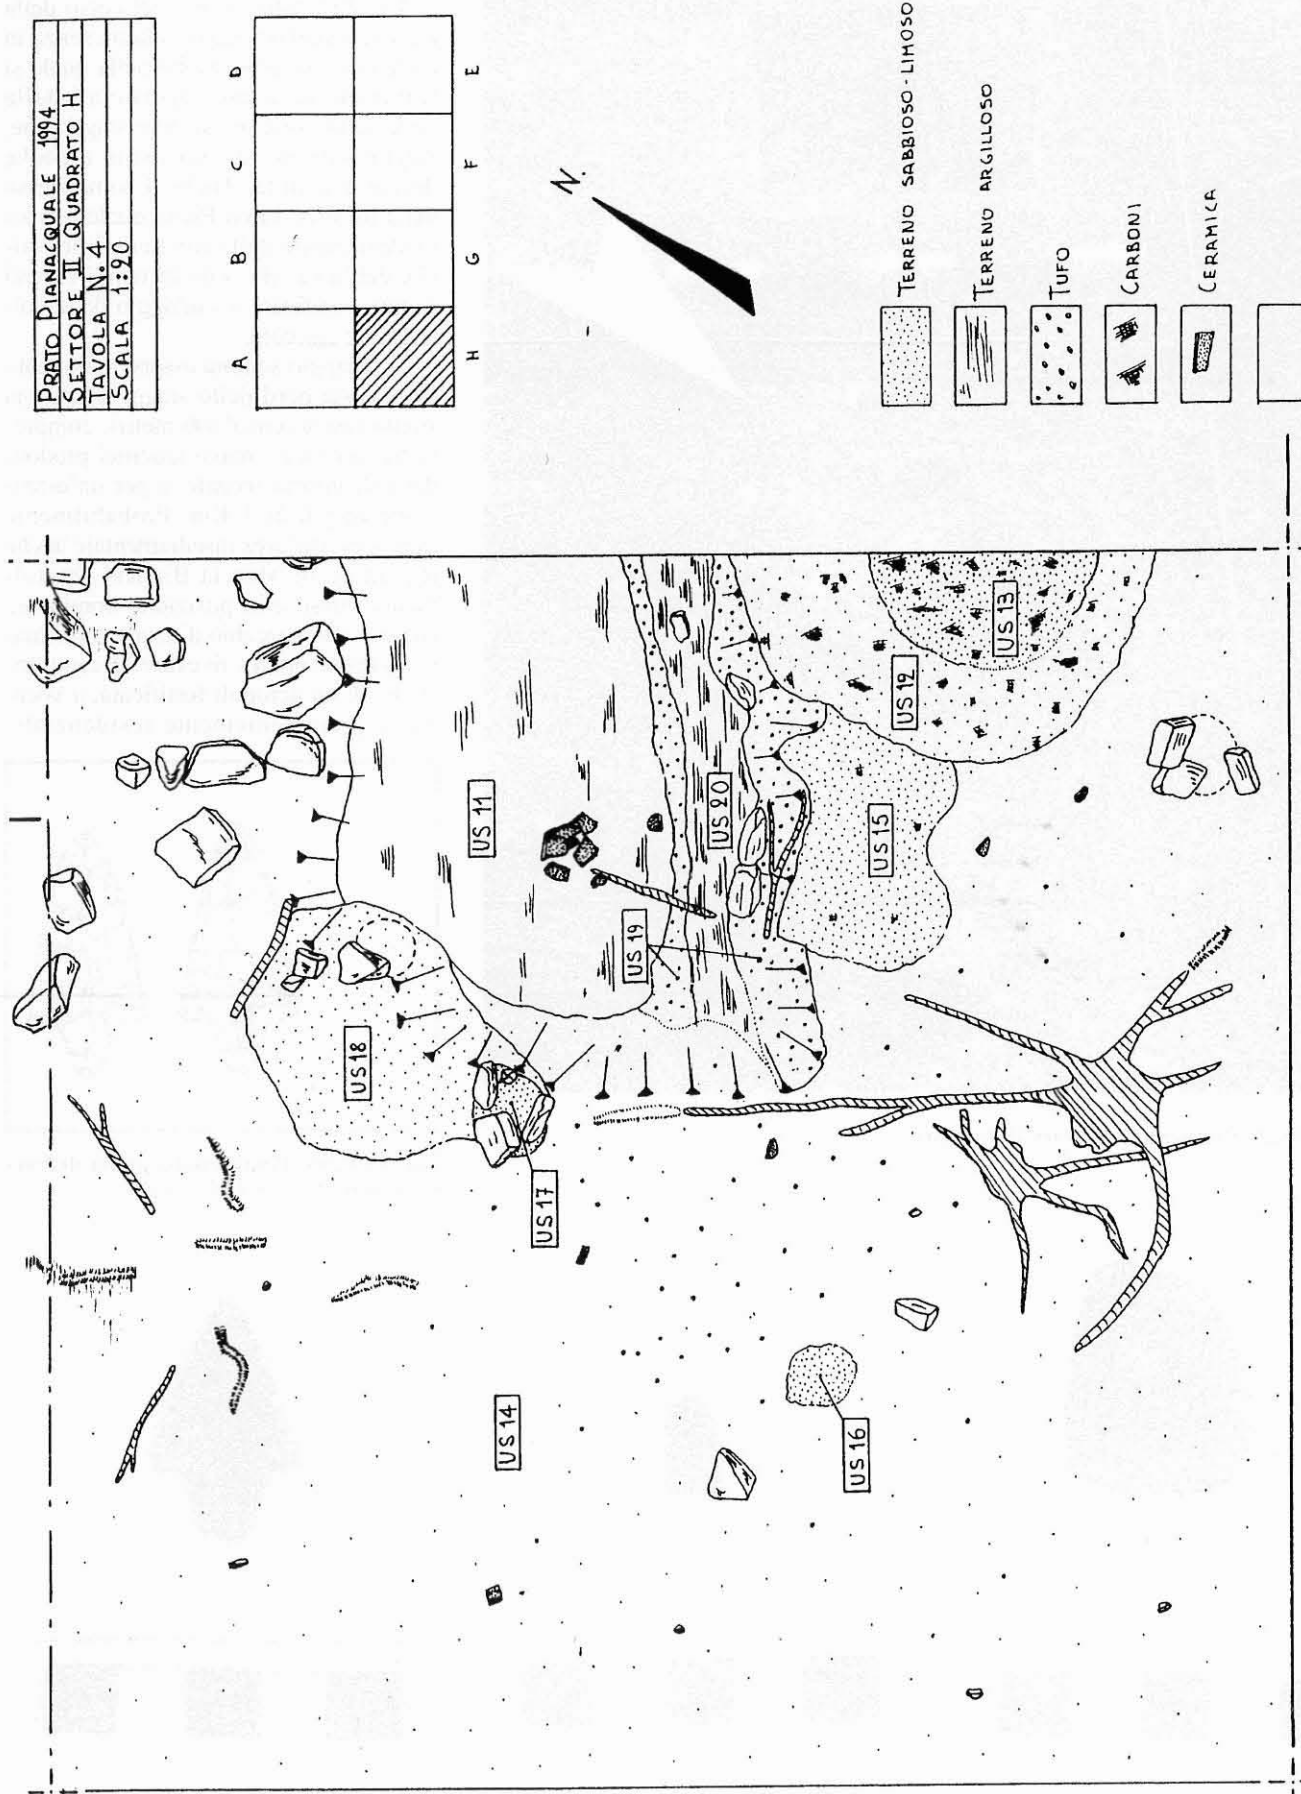 PRATO PIANACQUALE 1994
SETTORE II QUADRATO H
TAVOLA N. 4
SCALA 1:20
A B C D
H G F E
N.
TERRENO SABBIOSO-LIMOSO
TERRENO ARGILLOSO
TUFO
CARBONI
CERAMICA
US 11
US 12
US 13
US 14
US 15
US 16
US 17
US 18
US 19
US 20